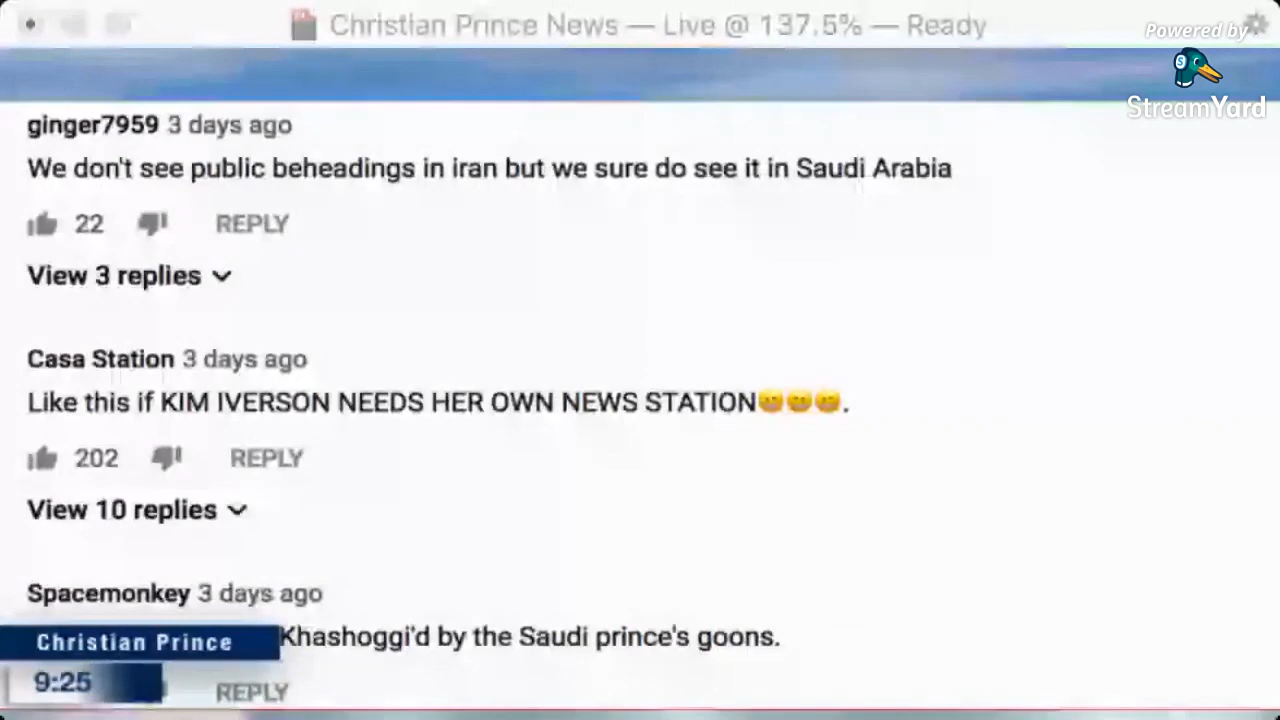 Christian Prince News — Live @ 137.5% — Ready
Powered by
StreamYard
ginger7959 3 days ago
We don't see public beheadings in iran but we sure do see it in Saudi Arabia
22 REPLY
View 3 replies
Casa Station 3 days ago
Like this if KIM IVERSON NEEDS HER OWN NEWS STATION😄😄😄.
202 REPLY
View 10 replies
Spacemonkey 3 days ago
Khashoggi'd by the Saudi prince's goons.
Christian Prince
9:25
REPLY